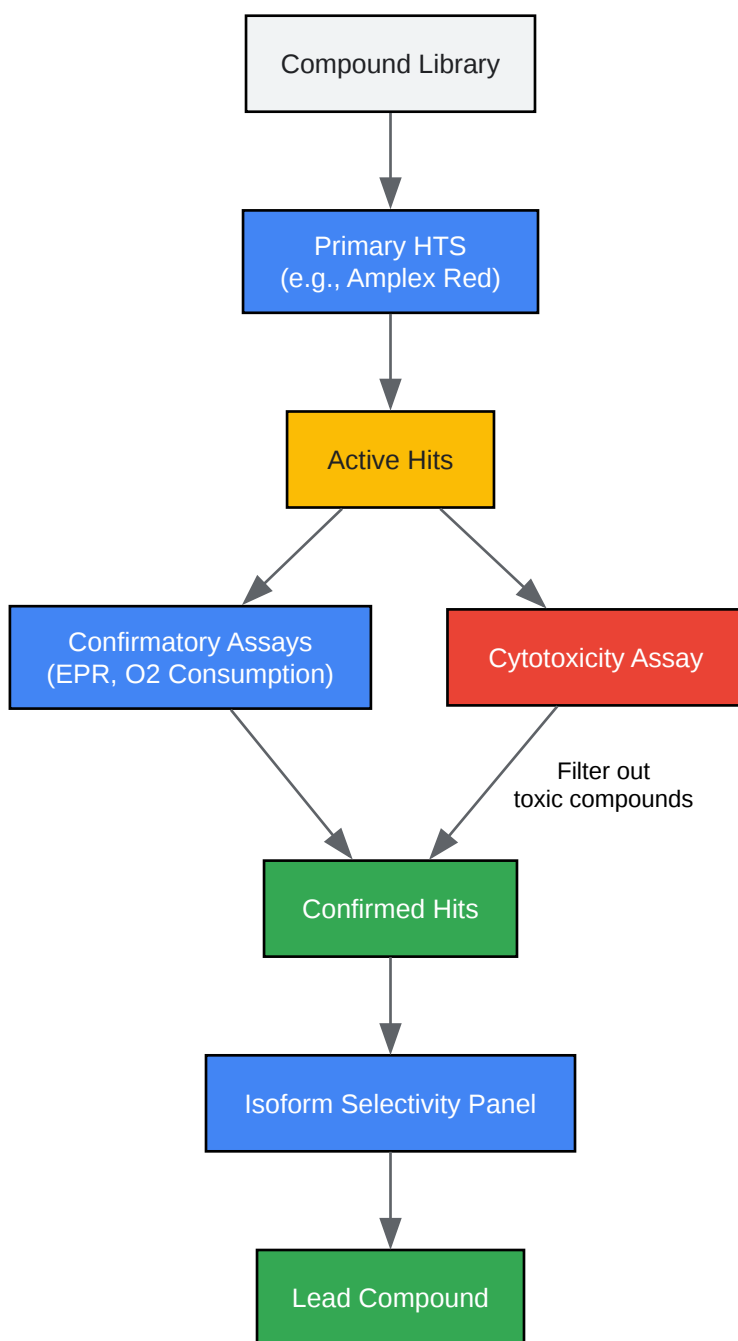 Compound Library
Primary HTS
(e.g., Amplex Red)
Active Hits
Confirmatory Assays
(EPR, O2 Consumption)
Cytotoxicity Assay
Filter out
toxic compounds
Confirmed Hits
Isoform Selectivity Panel
Lead Compound